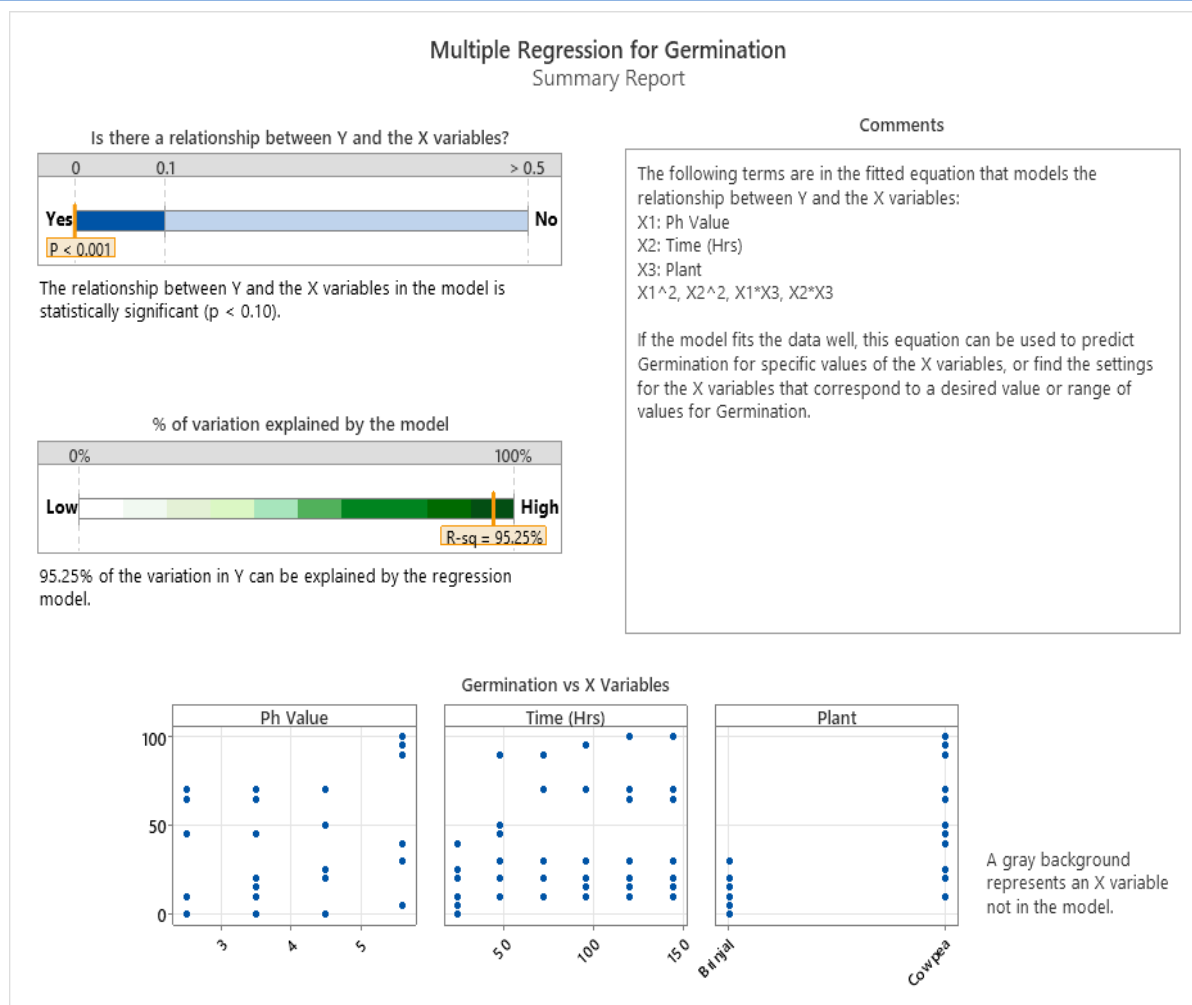 Multiple Regression for Germination
Summary Report
Is there a relationship between Y and the X variables?
0 0.1 > 0.5
Yes No
P < 0.001
The relationship between Y and the X variables in the model is
statistically significant (p < 0.10).
% of variation explained by the model
0% 100%
Low High
R-sq = 95.25%
95.25% of the variation in Y can be explained by the regression
model.
Comments
The following terms are in the fitted equation that models the
relationship between Y and the X variables:
X1: Ph Value
X2: Time (Hrs)
X3: Plant
X1^2, X2^2, X1*X3, X2*X3
If the model fits the data well, this equation can be used to predict
Germination for specific values of the X variables, or find the settings
for the X variables that correspond to a desired value or range of
values for Germination.
Germination vs X Variables
Ph Value Time (Hrs) Plant
100
50
0
3 4 5 50 100 150 Brinjal Cowpea
A gray background
represents an X variable
not in the model.